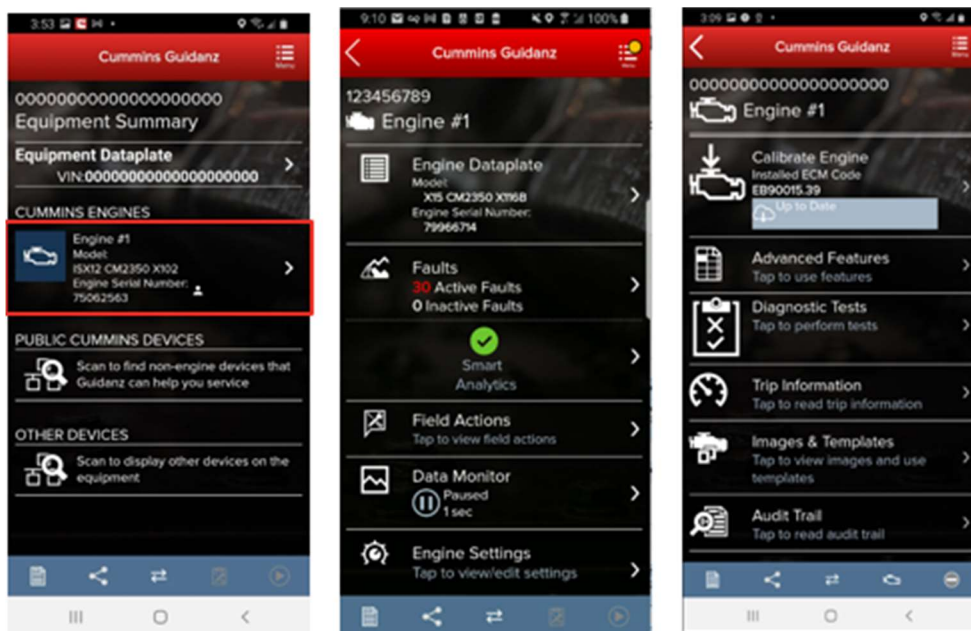 3:53
Cummins Guidanz
Menu
00000000000000000000
Equipment Summary
Equipment Dataplate
VIN:00000000000000000000
CUMMINS ENGINES
Engine #1
Model:
ISX12 CM2350 X102
Engine Serial Number:
75062563
PUBLIC CUMMINS DEVICES
Scan to find non-engine devices that
Guidanz can help you service
OTHER DEVICES
Scan to display other devices on the
equipment
9:10 100%
Cummins Guidanz
Menu
123456789
Engine #1
Engine Dataplate
Model:
X15 CM2350 X116B
Engine Serial Number:
79966714
Faults
30 Active Faults
0 Inactive Faults
Smart
Analytics
Field Actions
Tap to view field actions
Data Monitor
Paused
1 sec
Engine Settings
Tap to view/edit settings
3:09
Cummins Guidanz
Menu
00000000000000000000
Engine #1
Calibrate Engine
Installed ECM Code
EB90015.39
Up to Date
Advanced Features
Tap to use features
Diagnostic Tests
Tap to perform tests
Trip Information
Tap to read trip information
Images & Templates
Tap to view images and use
templates
Audit Trail
Tap to read audit trail